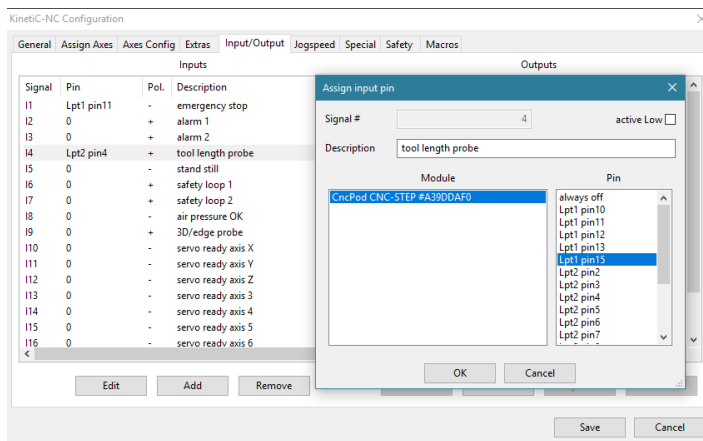 KinetiC-NC Configuration
General Assign Axes Axes Config Extras Input/Output Jogspeed Special Safety Macros
Inputs Outputs
Signal Pin Pol. Description
I1 Lpt1 pin11 - emergency stop
I2 0 + alarm 1
I3 0 + alarm 2
I4 Lpt2 pin4 + tool length probe
I5 0 - stand still
I6 0 + safety loop 1
I7 0 + safety loop 2
I8 0 - air pressure OK
I9 0 + 3D/edge probe
I10 0 - servo ready axis X
I11 0 - servo ready axis Y
I12 0 - servo ready axis Z
I13 0 - servo ready axis 3
I14 0 - servo ready axis 4
I15 0 - servo ready axis 5
I16 0 - servo ready axis 6
Edit Add Remove
Assign input pin
Signal # 4 active Low
Description tool length probe
Module Pin
CncPod CNC-STEP #A39DDAF0
always off
Lpt1 pin10
Lpt1 pin11
Lpt1 pin12
Lpt1 pin13
Lpt1 pin15
Lpt2 pin2
Lpt2 pin3
Lpt2 pin4
Lpt2 pin5
Lpt2 pin6
Lpt2 pin7
OK Cancel
Save Cancel